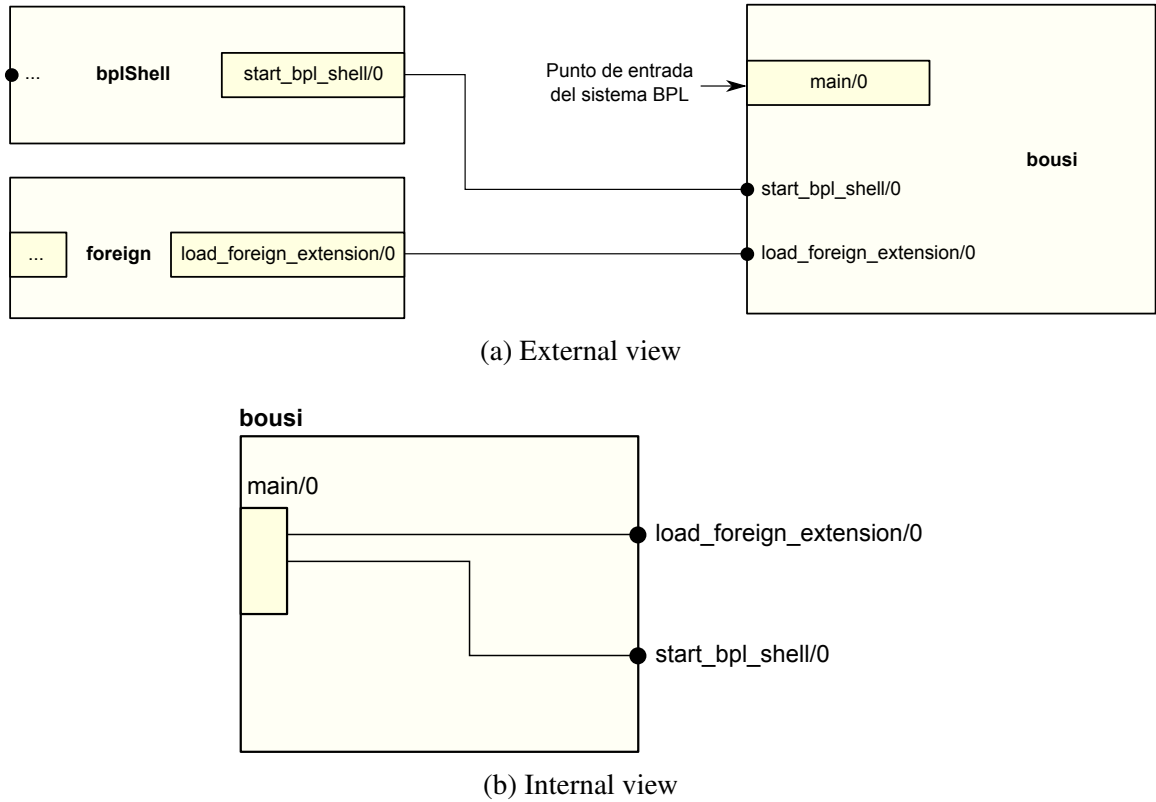 ... bplShell start_bpl_shell/0
Punto de entrada
del sistema BPL
main/0
bousi
start_bpl_shell/0
... foreign load_foreign_extension/0
load_foreign_extension/0
(a) External view
bousi
main/0
load_foreign_extension/0
start_bpl_shell/0
(b) Internal view